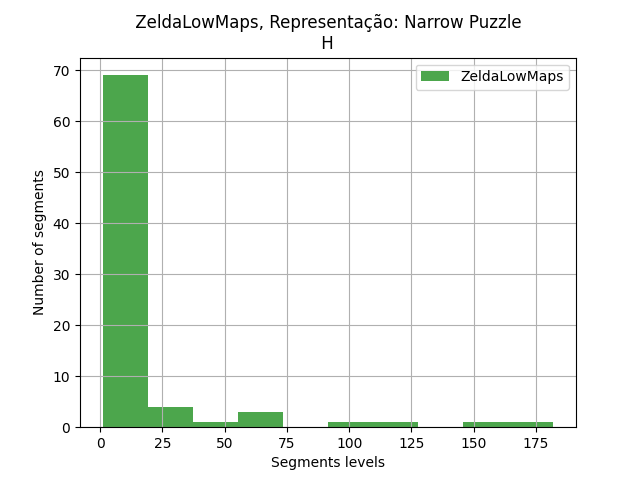 ZeldaLowMaps, Representação: Narrow Puzzle
H
ZeldaLowMaps
Number of segments
70
60
50
40
30
20
10
0
0 25 50 75 100 125 150 175
Segments levels